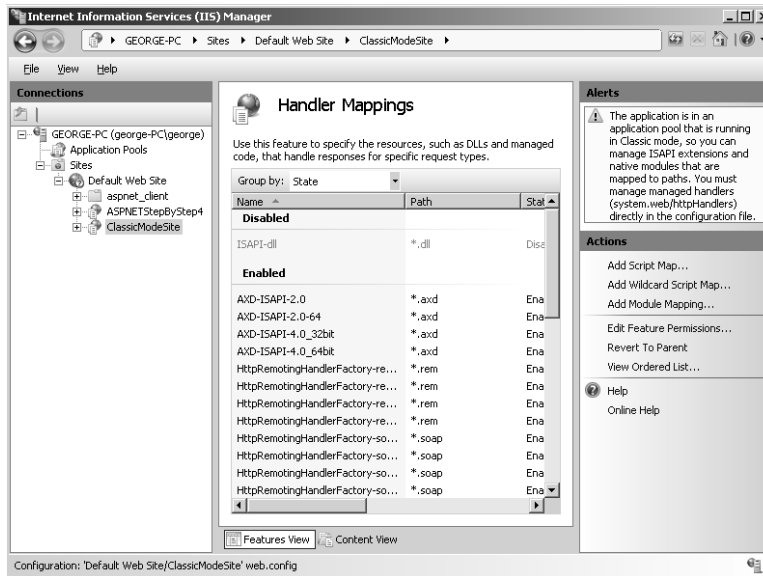 Internet Information Services (IIS) Manager
GEORGE-PC ▸ Sites ▸ Default Web Site ▸ ClassicModeSite ▸
File View Help
Connections
GEORGE-PC (george-PC\george)
Application Pools
Sites
Default Web Site
aspnet_client
ASPNETStepByStep4
ClassicModeSite
Handler Mappings
Use this feature to specify the resources, such as DLLs and managed
code, that handle responses for specific request types.
Group by: State
Name Path Stat
Disabled
ISAPI-dll *.dll Disa
Enabled
AXD-ISAPI-2.0 *.axd Ena
AXD-ISAPI-2.0-64 *.axd Ena
AXD-ISAPI-4.0_32bit *.axd Ena
AXD-ISAPI-4.0_64bit *.axd Ena
HttpRemotingHandlerFactory-re... *.rem Ena
HttpRemotingHandlerFactory-re... *.rem Ena
HttpRemotingHandlerFactory-re... *.rem Ena
HttpRemotingHandlerFactory-re... *.rem Ena
HttpRemotingHandlerFactory-so... *.soap Ena
HttpRemotingHandlerFactory-so... *.soap Ena
HttpRemotingHandlerFactory-so... *.soap Ena
HttpRemotingHandlerFactory-so... *.soap Ena
Features View Content View
Alerts
The application is in an
application pool that is running
in Classic mode, so you can
manage ISAPI extensions and
native modules that are
mapped to paths. You must
manage managed handlers
(system.web/httpHandlers)
directly in the configuration file.
Actions
Add Script Map...
Add Wildcard Script Map...
Add Module Mapping...
Edit Feature Permissions...
Revert To Parent
View Ordered List...
Help
Online Help
Configuration: 'Default Web Site/ClassicModeSite' web.config